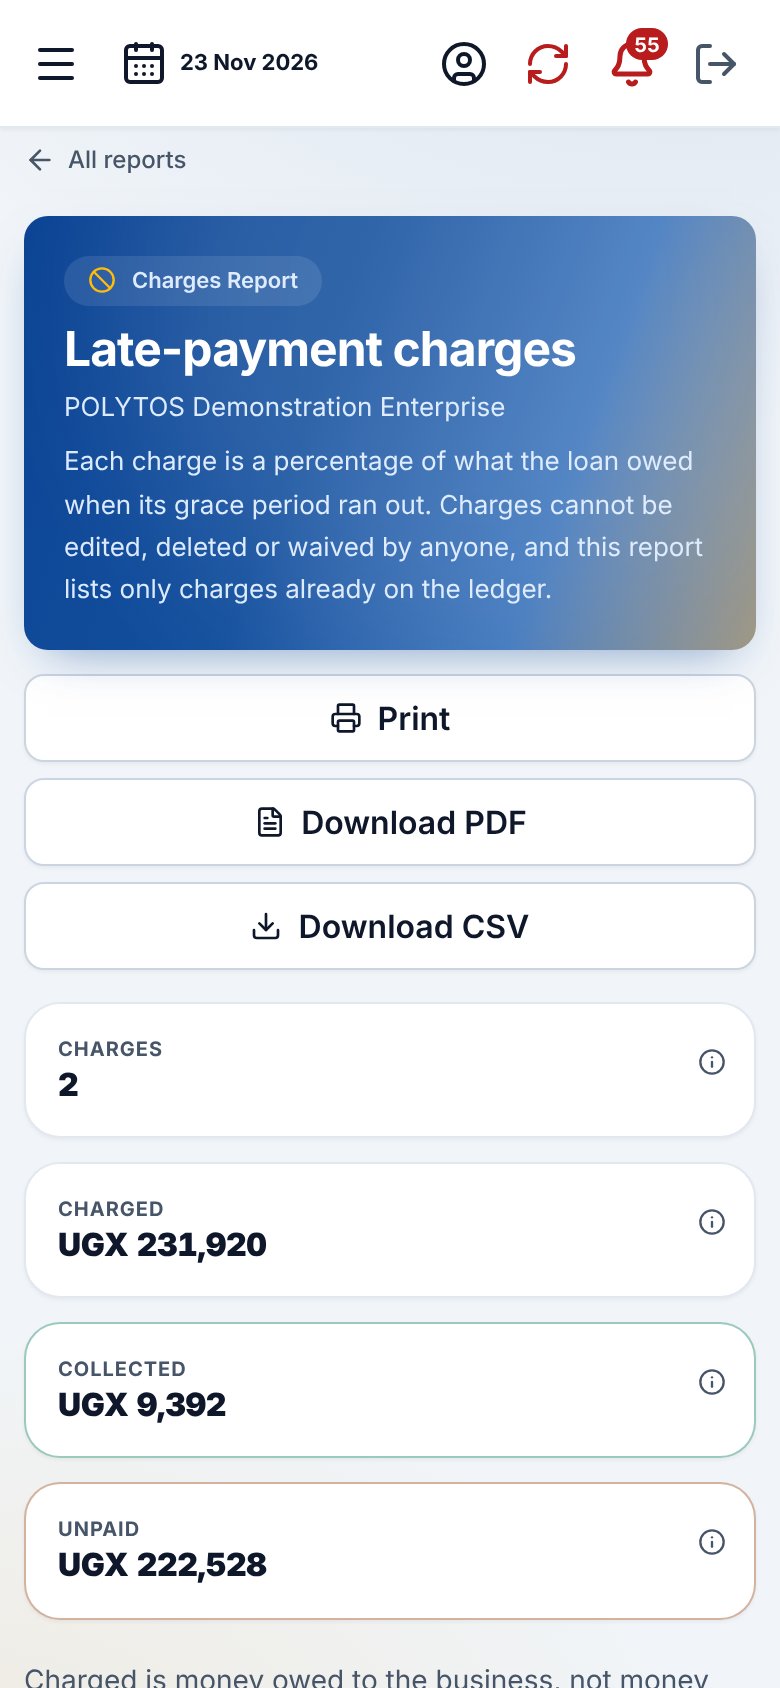 23 Nov 2026
55
All reports
Charges Report
Late-payment charges
POLYTOS Demonstration Enterprise
Each charge is a percentage of what the loan owed
when its grace period ran out. Charges cannot be
edited, deleted or waived by anyone, and this report
lists only charges already on the ledger.
Print
Download PDF
Download CSV
CHARGES
2
CHARGED
UGX 231,920
COLLECTED
UGX 9,392
UNPAID
UGX 222,528
Charged is money owed to the business, not money